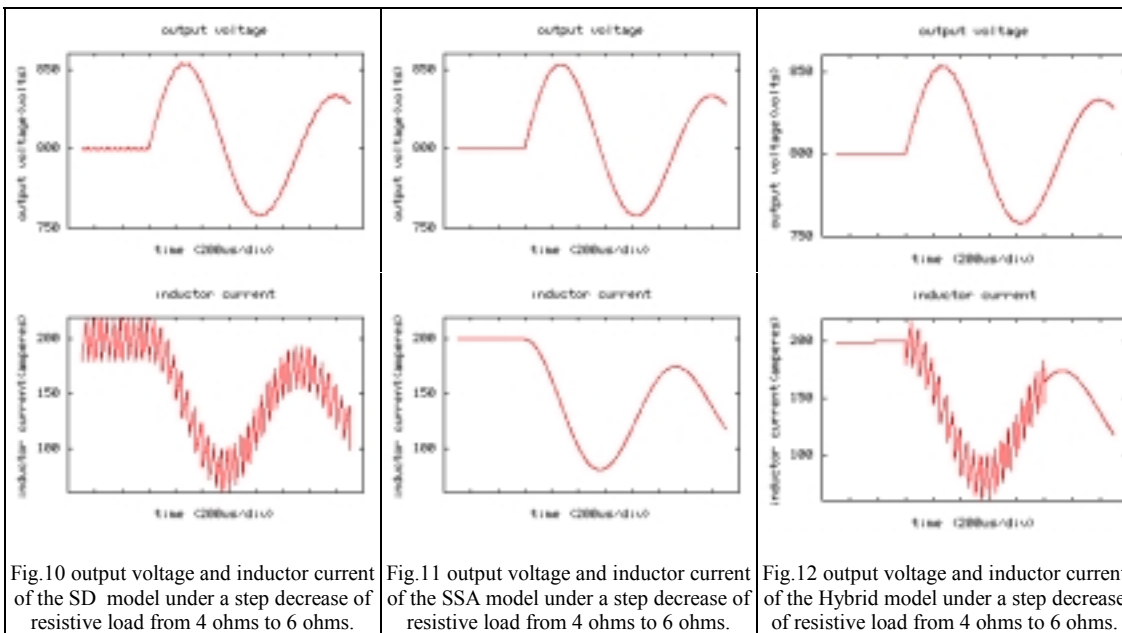 output voltage
output voltage(volts)
850
800
750
time (200us/div)
inductor current
inductor current(amperes)
200
150
100
time (200us/div)
Fig.10 output voltage and inductor current
of the SD model under a step decrease of
resistive load from 4 ohms to 6 ohms.
output voltage
output voltage(volts)
850
800
750
time (200us/div)
inductor current
inductor current(amperes)
200
150
100
time (200us/div)
Fig.11 output voltage and inductor current
of the SSA model under a step decrease of
resistive load from 4 ohms to 6 ohms.
output voltage
output voltage(volts)
850
800
750
time (200us/div)
inductor current
inductor current(amperes)
200
150
100
time (200us/div)
Fig.12 output voltage and inductor current
of the Hybrid model under a step decrease
of resistive load from 4 ohms to 6 ohms.